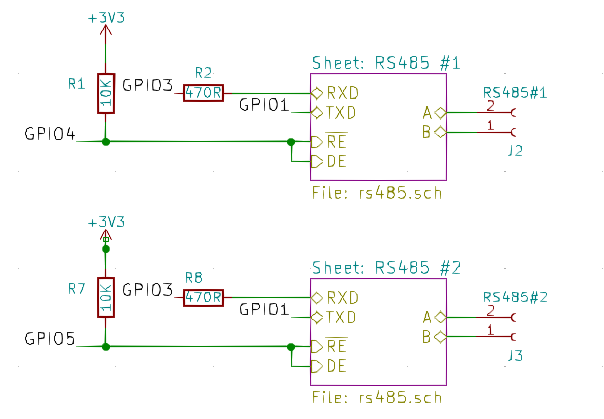 +3V3
Sheet: RS485 #1
R1
10K
GPIO3
R2
470R
RXD
RS485#1
GPIO1
TXD
A
2
GPIO4
RE
B
1
DE
J2
File: rs485.sch
+3V3
Sheet: RS485 #2
R7
10K
GPIO3
R8
470R
RXD
RS485#2
GPIO1
TXD
A
2
GPIO5
RE
B
1
DE
J3
File: rs485.sch